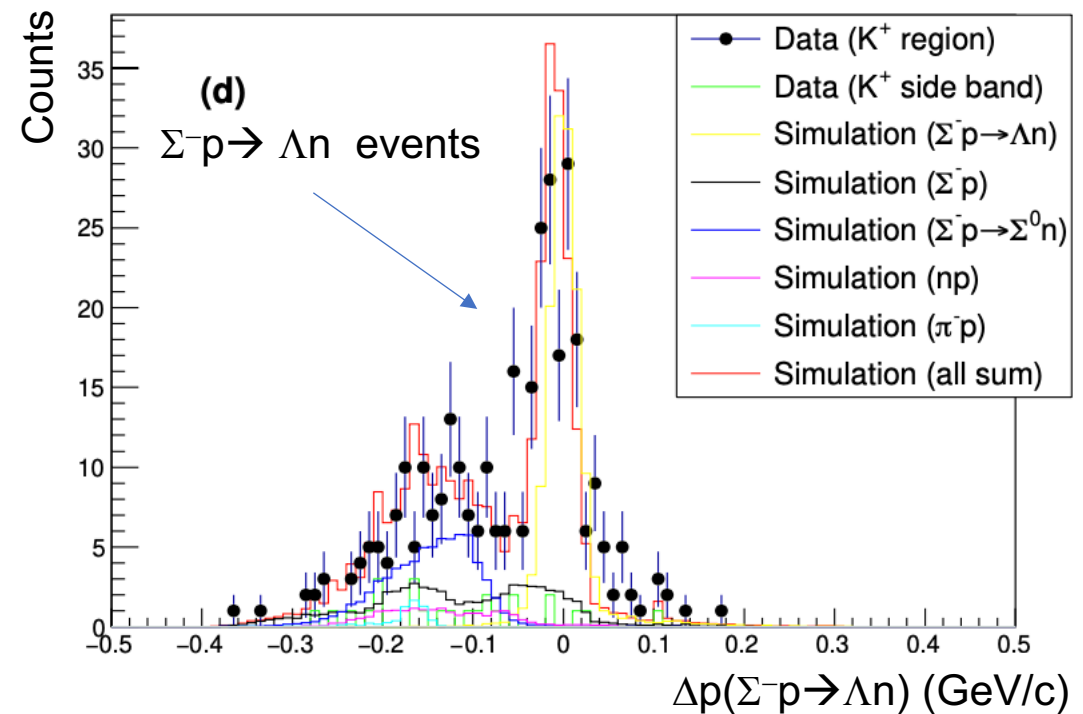 Counts
(d)
Σ⁻p→ Λn events
Data (K⁺ region)
Data (K⁺ side band)
Simulation (Σ⁻p→Λn)
Simulation (Σ⁻p)
Simulation (Σ⁻p→Σ⁰n)
Simulation (np)
Simulation (π⁻p)
Simulation (all sum)
35
30
25
20
15
10
5
0
−0.5 −0.4 −0.3 −0.2 −0.1 0 0.1 0.2 0.3 0.4 0.5
Δp(Σ⁻p→Λn) (GeV/c)